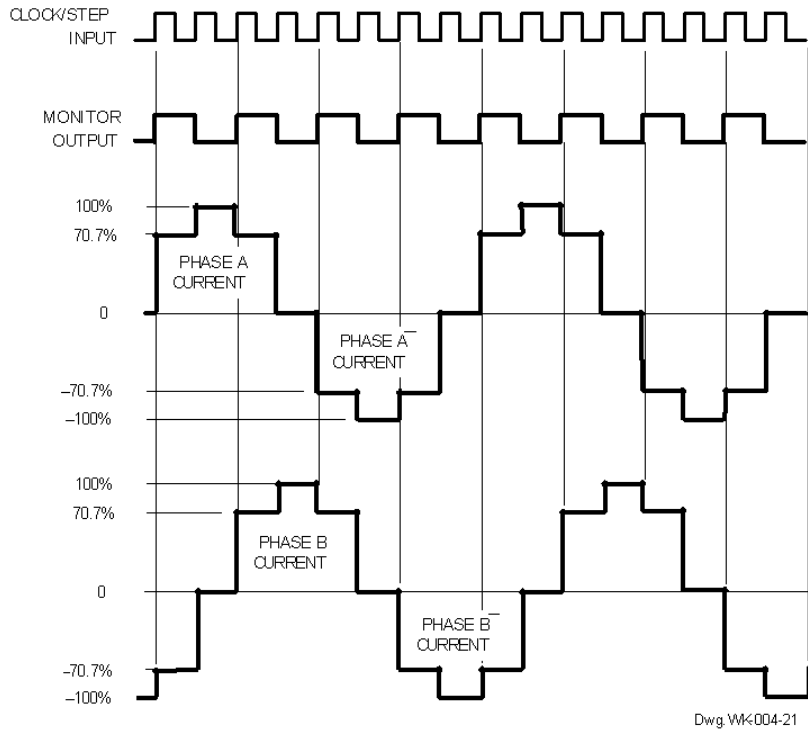 CLOCK/STEP
INPUT
MONITOR
OUTPUT
100%
70.7%
PHASE A
CURRENT
0
PHASE A̅
CURRENT
–70.7%
–100%
100%
70.7%
PHASE B
CURRENT
0
PHASE B̅
CURRENT
–70.7%
–100%
Dwg. WK-004-21